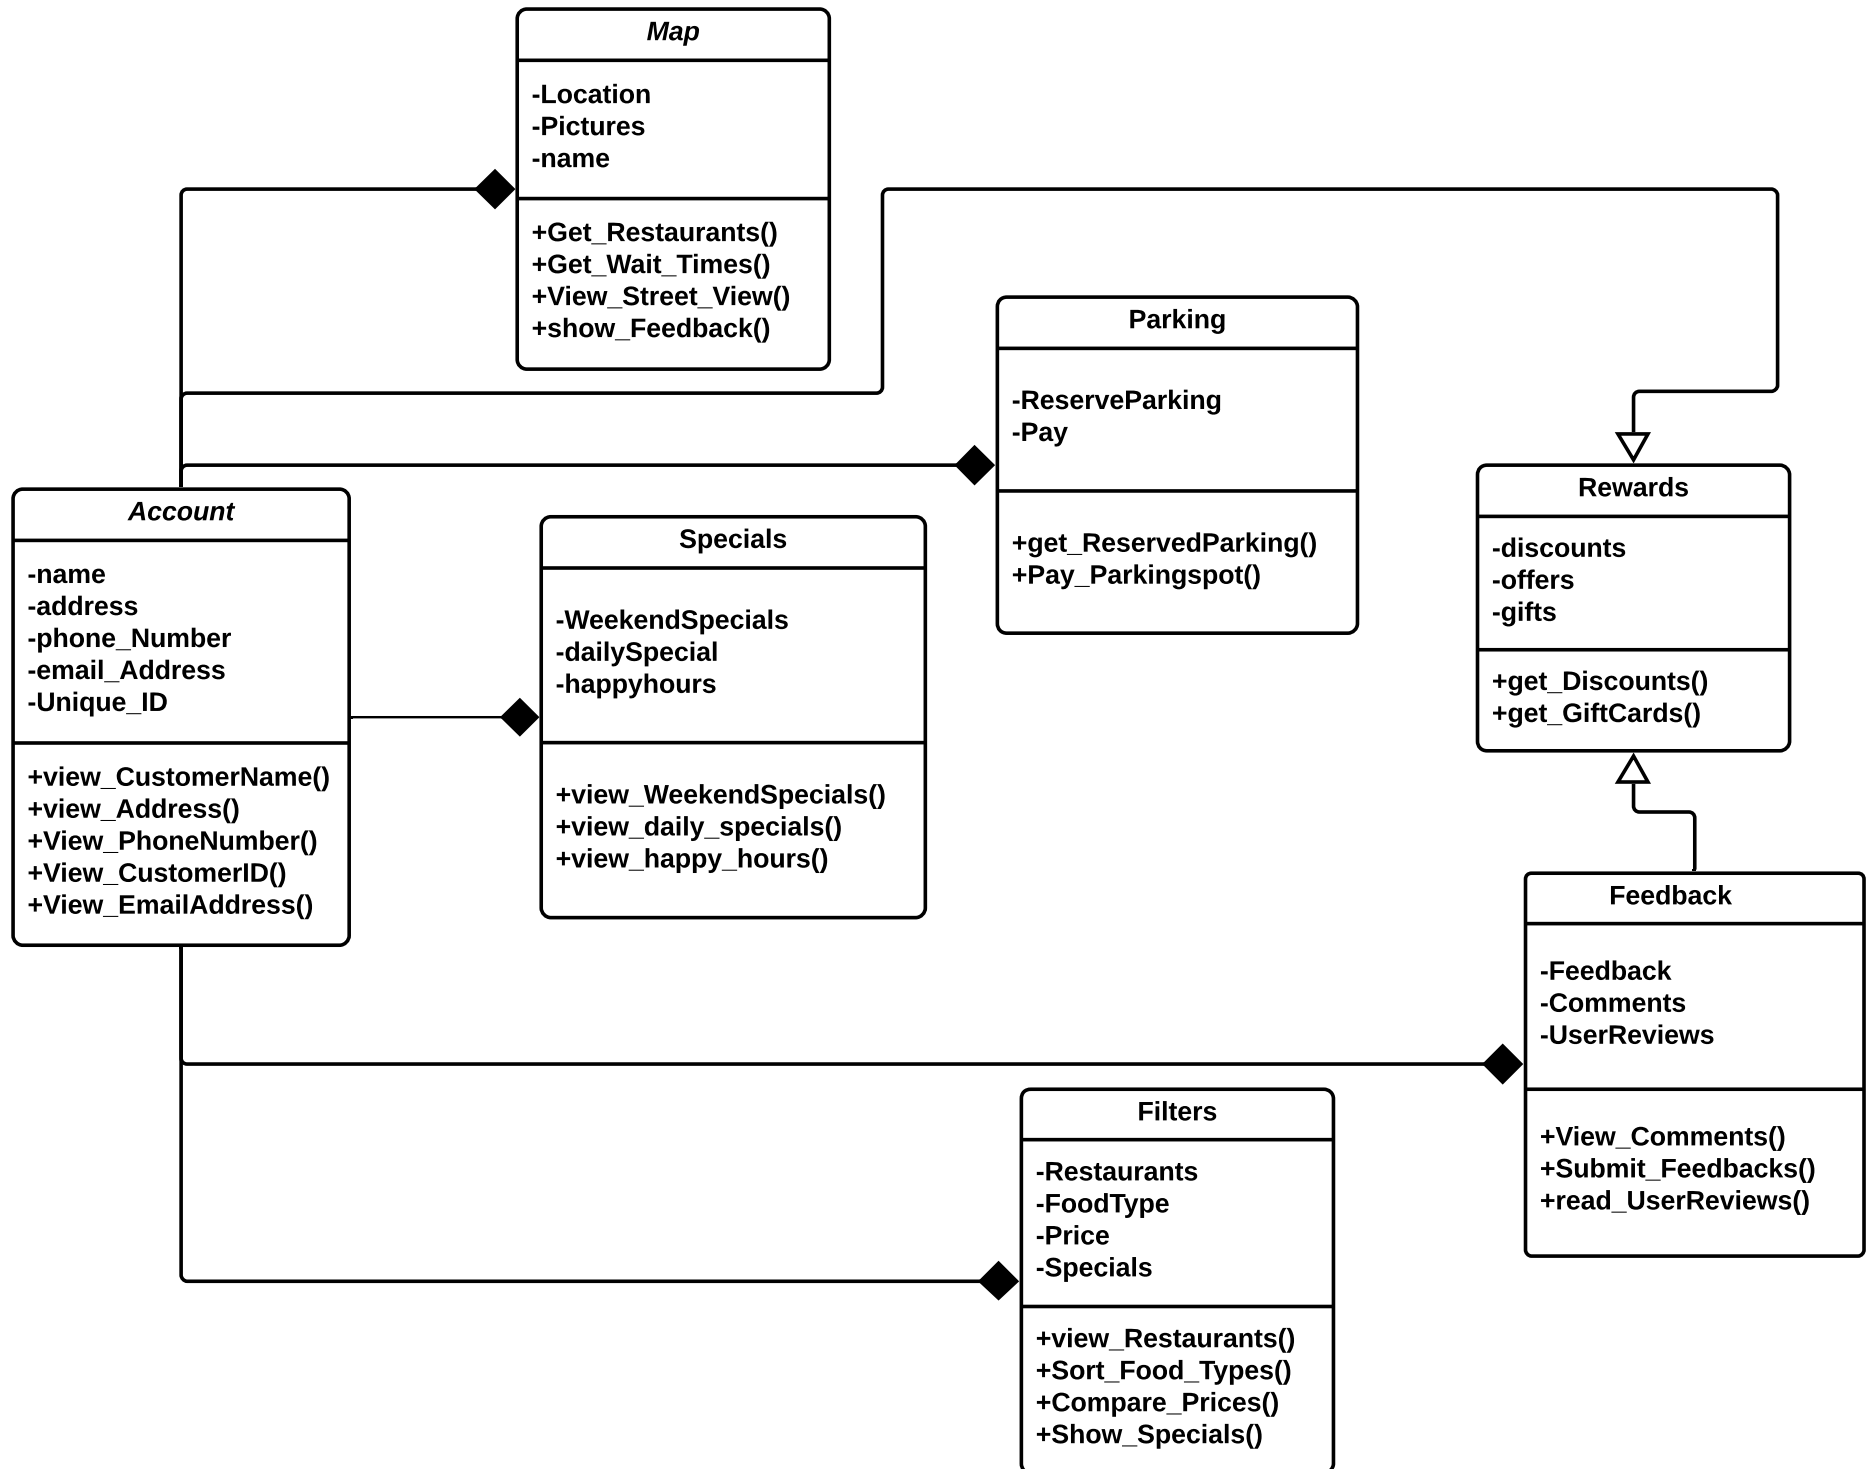 Map
-Location
-Pictures
-name
+Get_Restaurants()
+Get_Wait_Times()
+View_Street_View()
+show_Feedback()
Parking
-ReserveParking
-Pay
+get_ReservedParking()
+Pay_Parkingspot()
Rewards
-discounts
-offers
-gifts
+get_Discounts()
+get_GiftCards()
Account
-name
-address
-phone_Number
-email_Address
-Unique_ID
+view_CustomerName()
+view_Address()
+View_PhoneNumber()
+View_CustomerID()
+View_EmailAddress()
Specials
-WeekendSpecials
-dailySpecial
-happyhours
+view_WeekendSpecials()
+view_daily_specials()
+view_happy_hours()
Feedback
-Feedback
-Comments
-UserReviews
+View_Comments()
+Submit_Feedbacks()
+read_UserReviews()
Filters
-Restaurants
-FoodType
-Price
-Specials
+view_Restaurants()
+Sort_Food_Types()
+Compare_Prices()
+Show_Specials()